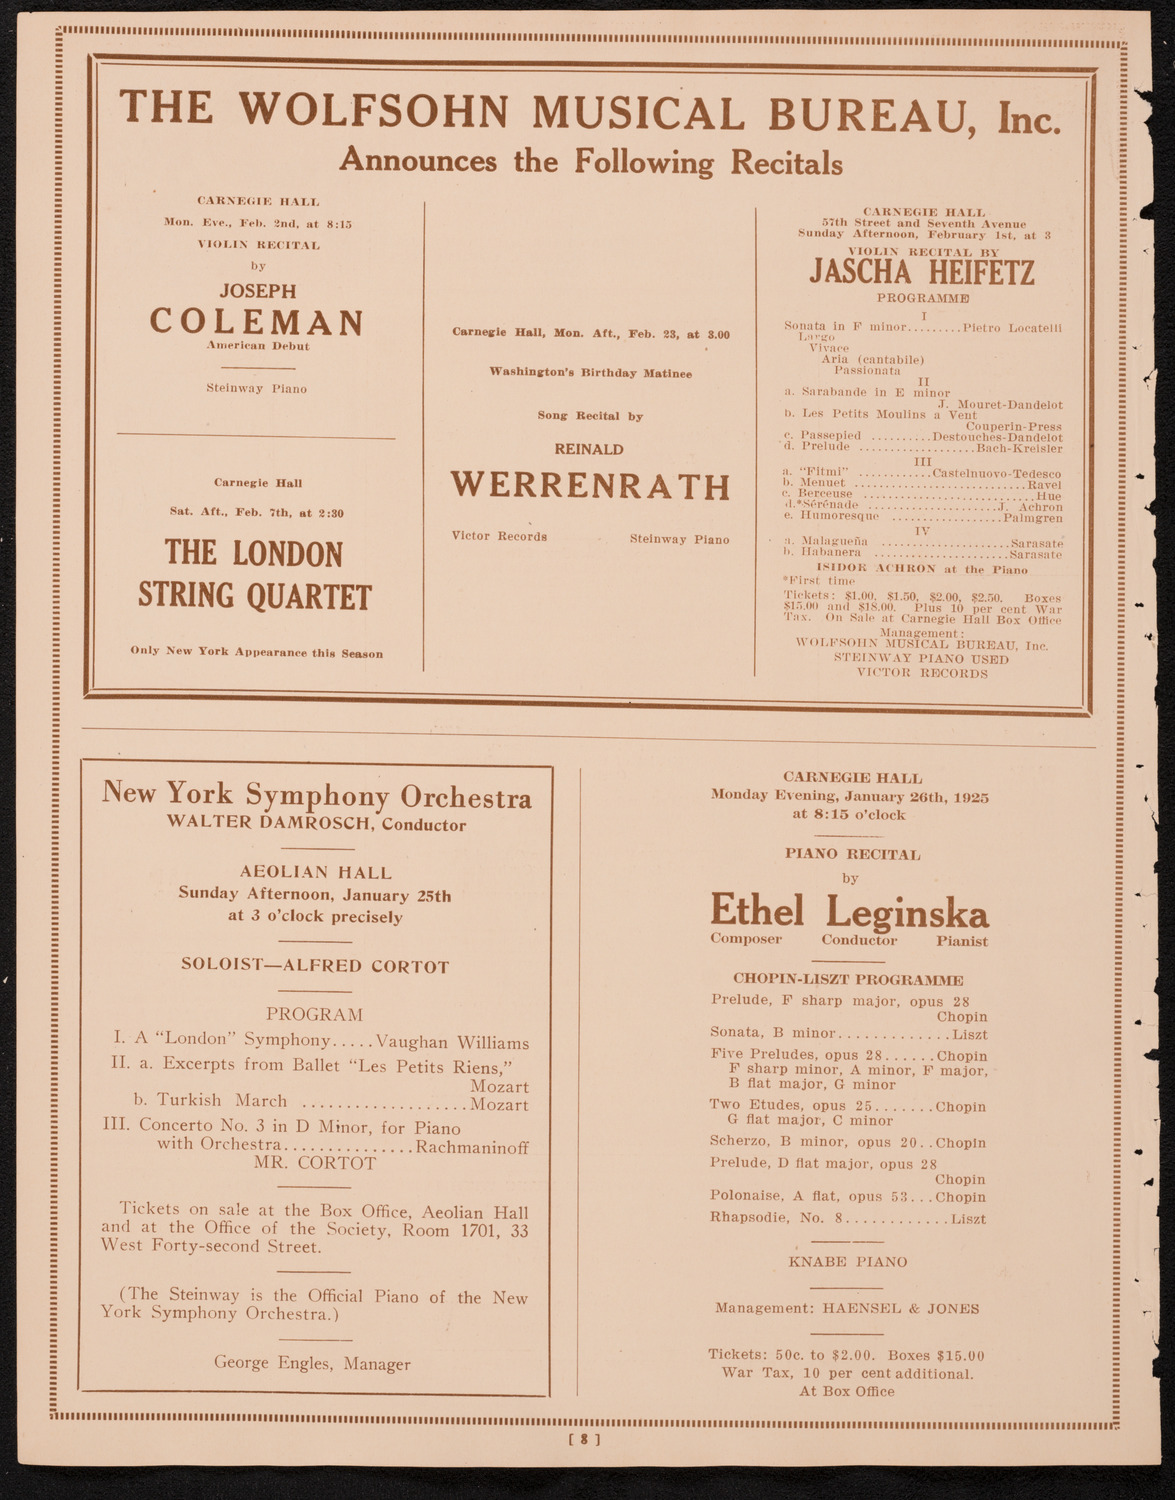 THE WOLFSOHN MUSICAL BUREAU, Inc.
Announces the Following Recitals
CARNEGIE HALL
Mon. Eve., Feb. 2nd, at 8:15
VIOLIN RECITAL
by
JOSEPH
COLEMAN
American Debut
Steinway Piano
Carnegie Hall
Sat. Aft., Feb. 7th, at 2:30
THE LONDON
STRING QUARTET
Only New York Appearance this Season
Carnegie Hall, Mon. Aft., Feb. 23, at 3.00
Washington's Birthday Matinee
Song Recital by
REINALD
WERRENRATH
Victor Records Steinway Piano
CARNEGIE HALL
57th Street and Seventh Avenue
Sunday Afternoon, February 1st, at 3
VIOLIN RECITAL BY
JASCHA HEIFETZ
PROGRAMME
I
Sonata in F minor.........Pietro Locatelli
Largo
Vivace
Aria (cantabile)
Passionata
II
a. Sarabande in E minor
J. Mouret-Dandelot
b. Les Petits Moulins a Vent
Couperin-Press
c. Passepied ..........Destouches-Dandelot
d. Prelude ...................Bach-Kreisler
III
a. "Fitmi" ............Castelnuovo-Tedesco
b. Menuet ............................Ravel
c. Berceuse ............................Hue
d.*Sérénade .....................J. Achron
e. Humoresque ..................Palmgren
IV
a. Malagueña .....................Sarasate
b. Habanera ......................Sarasate
ISIDOR ACHRON at the Piano
*First time
Tickets: $1.00, $1.50, $2.00, $2.50. Boxes
$15.00 and $18.00. Plus 10 per cent War
Tax. On Sale at Carnegie Hall Box Office
Management:
WOLFSOHN MUSICAL BUREAU, Inc.
STEINWAY PIANO USED
VICTOR RECORDS
New York Symphony Orchestra
WALTER DAMROSCH, Conductor
AEOLIAN HALL
Sunday Afternoon, January 25th
at 3 o'clock precisely
SOLOIST—ALFRED CORTOT
PROGRAM
I. A "London" Symphony.....Vaughan Williams
II. a. Excerpts from Ballet "Les Petits Riens,"
Mozart
b. Turkish March ...................Mozart
III. Concerto No. 3 in D Minor, for Piano
with Orchestra...............Rachmaninoff
MR. CORTOT
Tickets on sale at the Box Office, Aeolian Hall
and at the Office of the Society, Room 1701, 33
West Forty-second Street.
(The Steinway is the Official Piano of the New
York Symphony Orchestra.)
George Engles, Manager
CARNEGIE HALL
Monday Evening, January 26th, 1925
at 8:15 o'clock
PIANO RECITAL
by
Ethel Leginska
Composer Conductor Pianist
CHOPIN-LISZT PROGRAMME
Prelude, F sharp major, opus 28
Chopin
Sonata, B minor.............Liszt
Five Preludes, opus 28......Chopin
F sharp minor, A minor, F major,
B flat major, G minor
Two Etudes, opus 25.......Chopin
G flat major, C minor
Scherzo, B minor, opus 20..Chopin
Prelude, D flat major, opus 28
Chopin
Polonaise, A flat, opus 53...Chopin
Rhapsodie, No. 8............Liszt
KNABE PIANO
Management: HAENSEL & JONES
Tickets: 50c. to $2.00. Boxes $15.00
War Tax, 10 per cent additional.
At Box Office
[ 8 ]